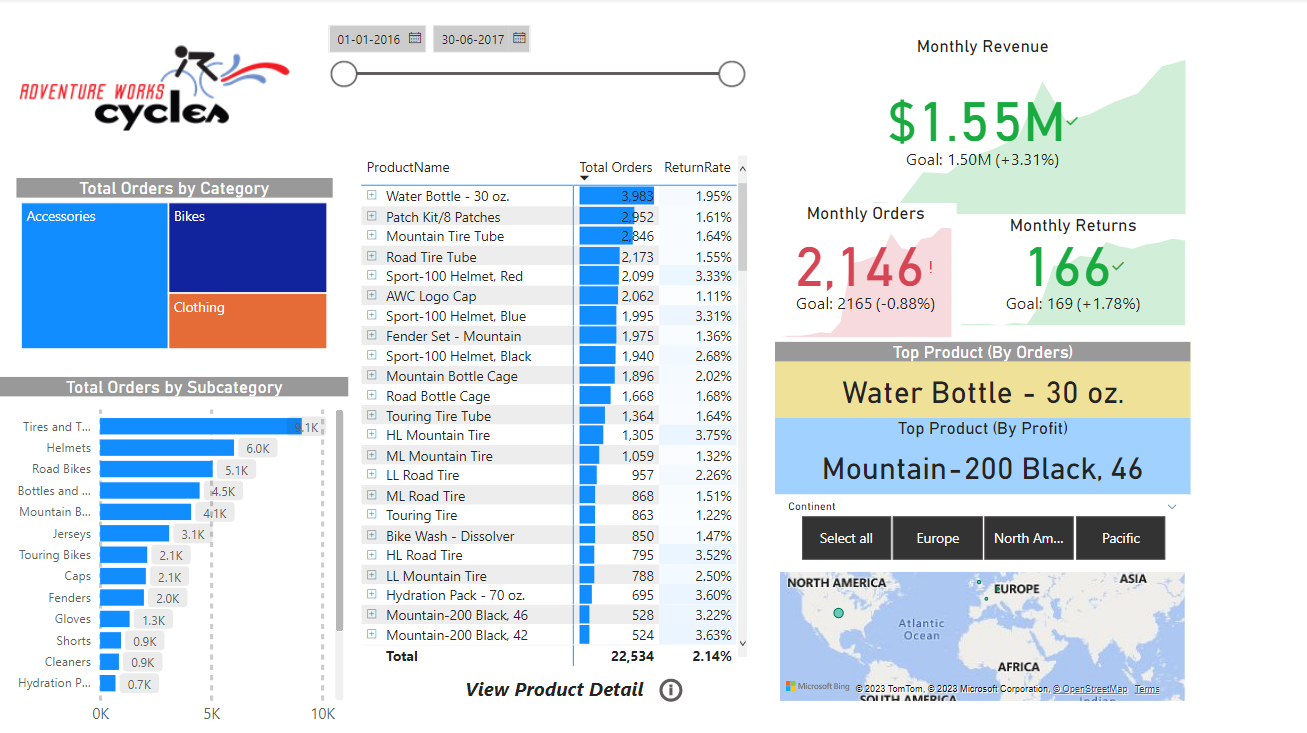 ADVENTURE WORKS
cycles
01-01-2016 30-06-2017
Total Orders by Category
Accessories Bikes
Clothing
Total Orders by Subcategory
Tires and T... 9.1K
Helmets 6.0K
Road Bikes 5.1K
Bottles and ... 4.5K
Mountain B... 4.1K
Jerseys 3.1K
Touring Bikes 2.1K
Caps 2.1K
Fenders 2.0K
Gloves 1.3K
Shorts 0.9K
Cleaners 0.9K
Hydration P... 0.7K
0K 5K 10K
ProductName Total Orders ReturnRate
Water Bottle - 30 oz. 3,983 1.95%
Patch Kit/8 Patches 2,952 1.61%
Mountain Tire Tube 2,846 1.64%
Road Tire Tube 2,173 1.55%
Sport-100 Helmet, Red 2,099 3.33%
AWC Logo Cap 2,062 1.11%
Sport-100 Helmet, Blue 1,995 3.31%
Fender Set - Mountain 1,975 1.36%
Sport-100 Helmet, Black 1,940 2.68%
Mountain Bottle Cage 1,896 2.02%
Road Bottle Cage 1,668 1.68%
Touring Tire Tube 1,364 1.64%
HL Mountain Tire 1,305 3.75%
ML Mountain Tire 1,059 1.32%
LL Road Tire 957 2.26%
ML Road Tire 868 1.51%
Touring Tire 863 1.22%
Bike Wash - Dissolver 850 1.47%
HL Road Tire 795 3.52%
LL Mountain Tire 788 2.50%
Hydration Pack - 70 oz. 695 3.60%
Mountain-200 Black, 46 528 3.22%
Mountain-200 Black, 42 524 3.63%
Total 22,534 2.14%
View Product Detail
Monthly Revenue
$1.55M
Goal: 1.50M (+3.31%)
Monthly Orders
2,146!
Goal: 2165 (-0.88%)
Monthly Returns
166
Goal: 169 (+1.78%)
Top Product (By Orders)
Water Bottle - 30 oz.
Top Product (By Profit)
Mountain-200 Black, 46
Continent
Select all Europe North Am... Pacific
NORTH AMERICA
EUROPE
ASIA
Atlantic
Ocean
AFRICA
Microsoft Bing
© 2023 TomTom, © 2023 Microsoft Corporation, © OpenStreetMap Terms
SOUTH AMERICA
Indian